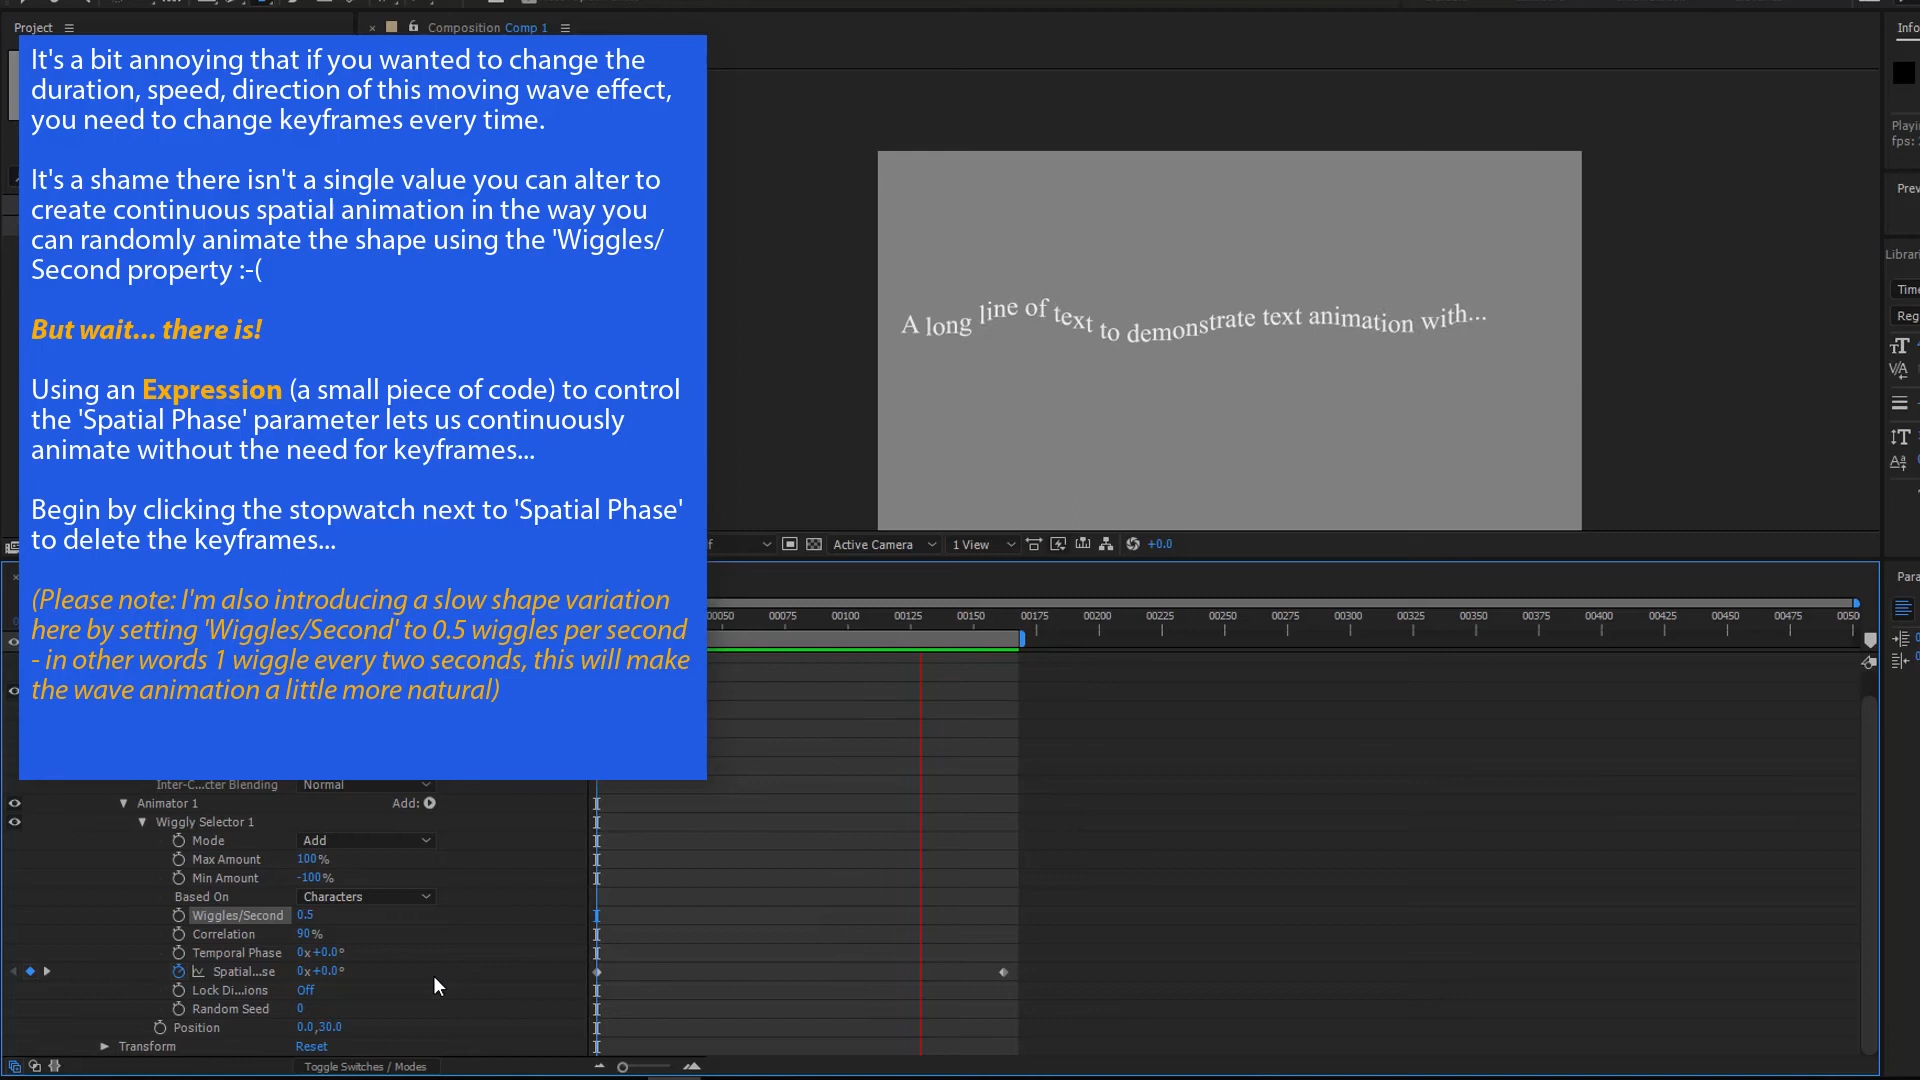 Project
Composition Comp 1
Info
It's a bit annoying that if you wanted to change the
duration, speed, direction of this moving wave effect,
you need to change keyframes every time.
It's a shame there isn't a single value you can alter to
create continuous spatial animation in the way you
can randomly animate the shape using the 'Wiggles/
Second property :-(
But wait... there is!
Using an Expression (a small piece of code) to control
the 'Spatial Phase' parameter lets us continuously
animate without the need for keyframes...
Begin by clicking the stopwatch next to 'Spatial Phase'
to delete the keyframes...
(Please note: I'm also introducing a slow shape variation
here by setting 'Wiggles/Second' to 0.5 wiggles per second
- in other words 1 wiggle every two seconds, this will make
the wave animation a little more natural)
A long line of text to demonstrate text animation with...
Playin
fps:
Prev
Librari
Time
Reg
Active Camera
1 View
+0.0
Para
00050 00075 00100 00125 00150 00175 00200 00225 00250 00275 00300 00325 00350 00375 00400 00425 00450 00475 0050
Inter-C...cter Blending Normal
Animator 1 Add:
Wiggly Selector 1
Mode Add
Max Amount 100%
Min Amount -100%
Based On Characters
Wiggles/Second 0.5
Correlation 90%
Temporal Phase 0x+0.0°
Spatial...se 0x+0.0°
Lock Di...ions Off
Random Seed 0
Position 0.0,30.0
Transform Reset
Toggle Switches / Modes